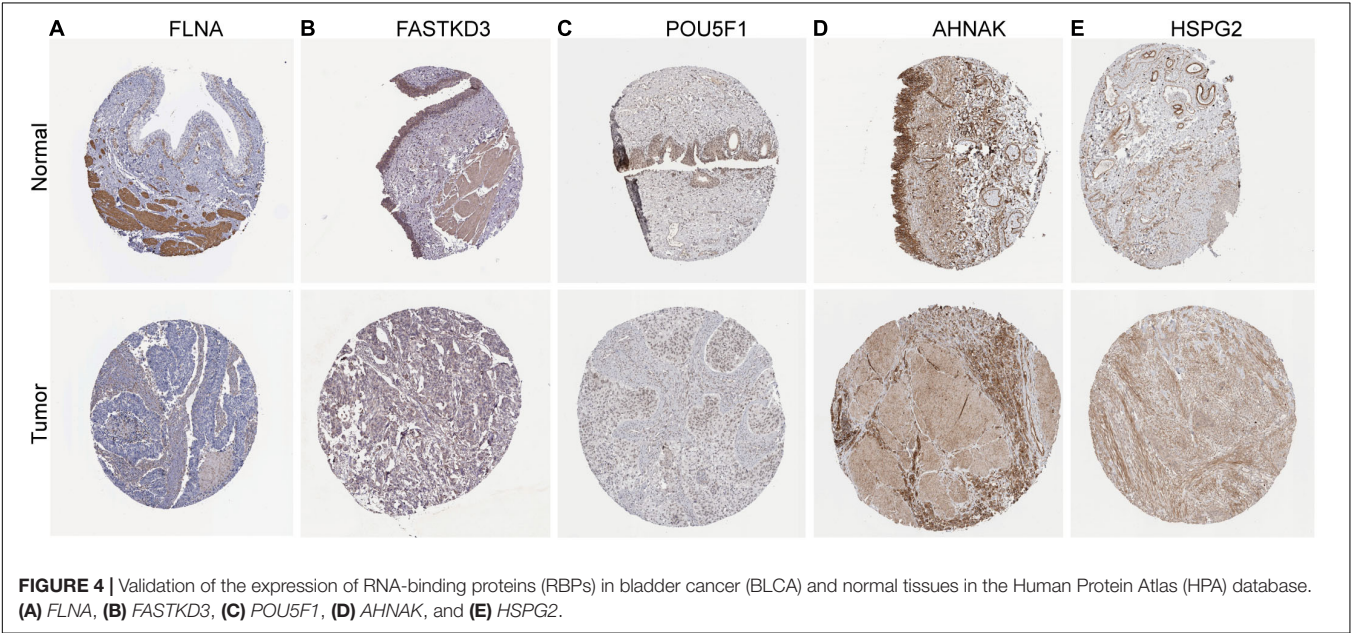 A FLNA B FASTKD3 C POU5F1 D AHNAK E HSPG2
Normal
Tumor
FIGURE 4 | Validation of the expression of RNA-binding proteins (RBPs) in bladder cancer (BLCA) and normal tissues in the Human Protein Atlas (HPA) database.
(A) FLNA, (B) FASTKD3, (C) POU5F1, (D) AHNAK, and (E) HSPG2.